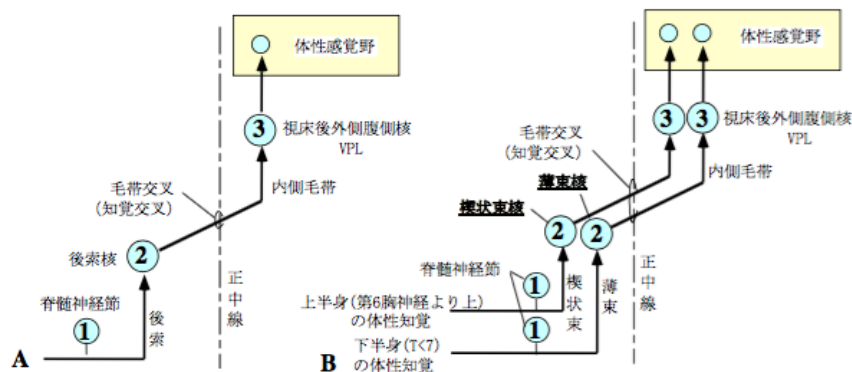 体性感覚野
3
視床後外側腹側核
VPL
毛帯交叉
(知覚交叉)
内側毛帯
2
後索核
脊髄神経節
1
後索
正中線
A
体性感覚野
3
3
視床後外側腹側核
VPL
毛帯交叉
(知覚交叉)
薄束核
内側毛帯
楔状束核
2
2
脊髄神経節
1
楔状束
薄束
正中線
上半身(第6胸神経より上)
の体性知覚
1
B
下半身(T<7)
の体性知覚